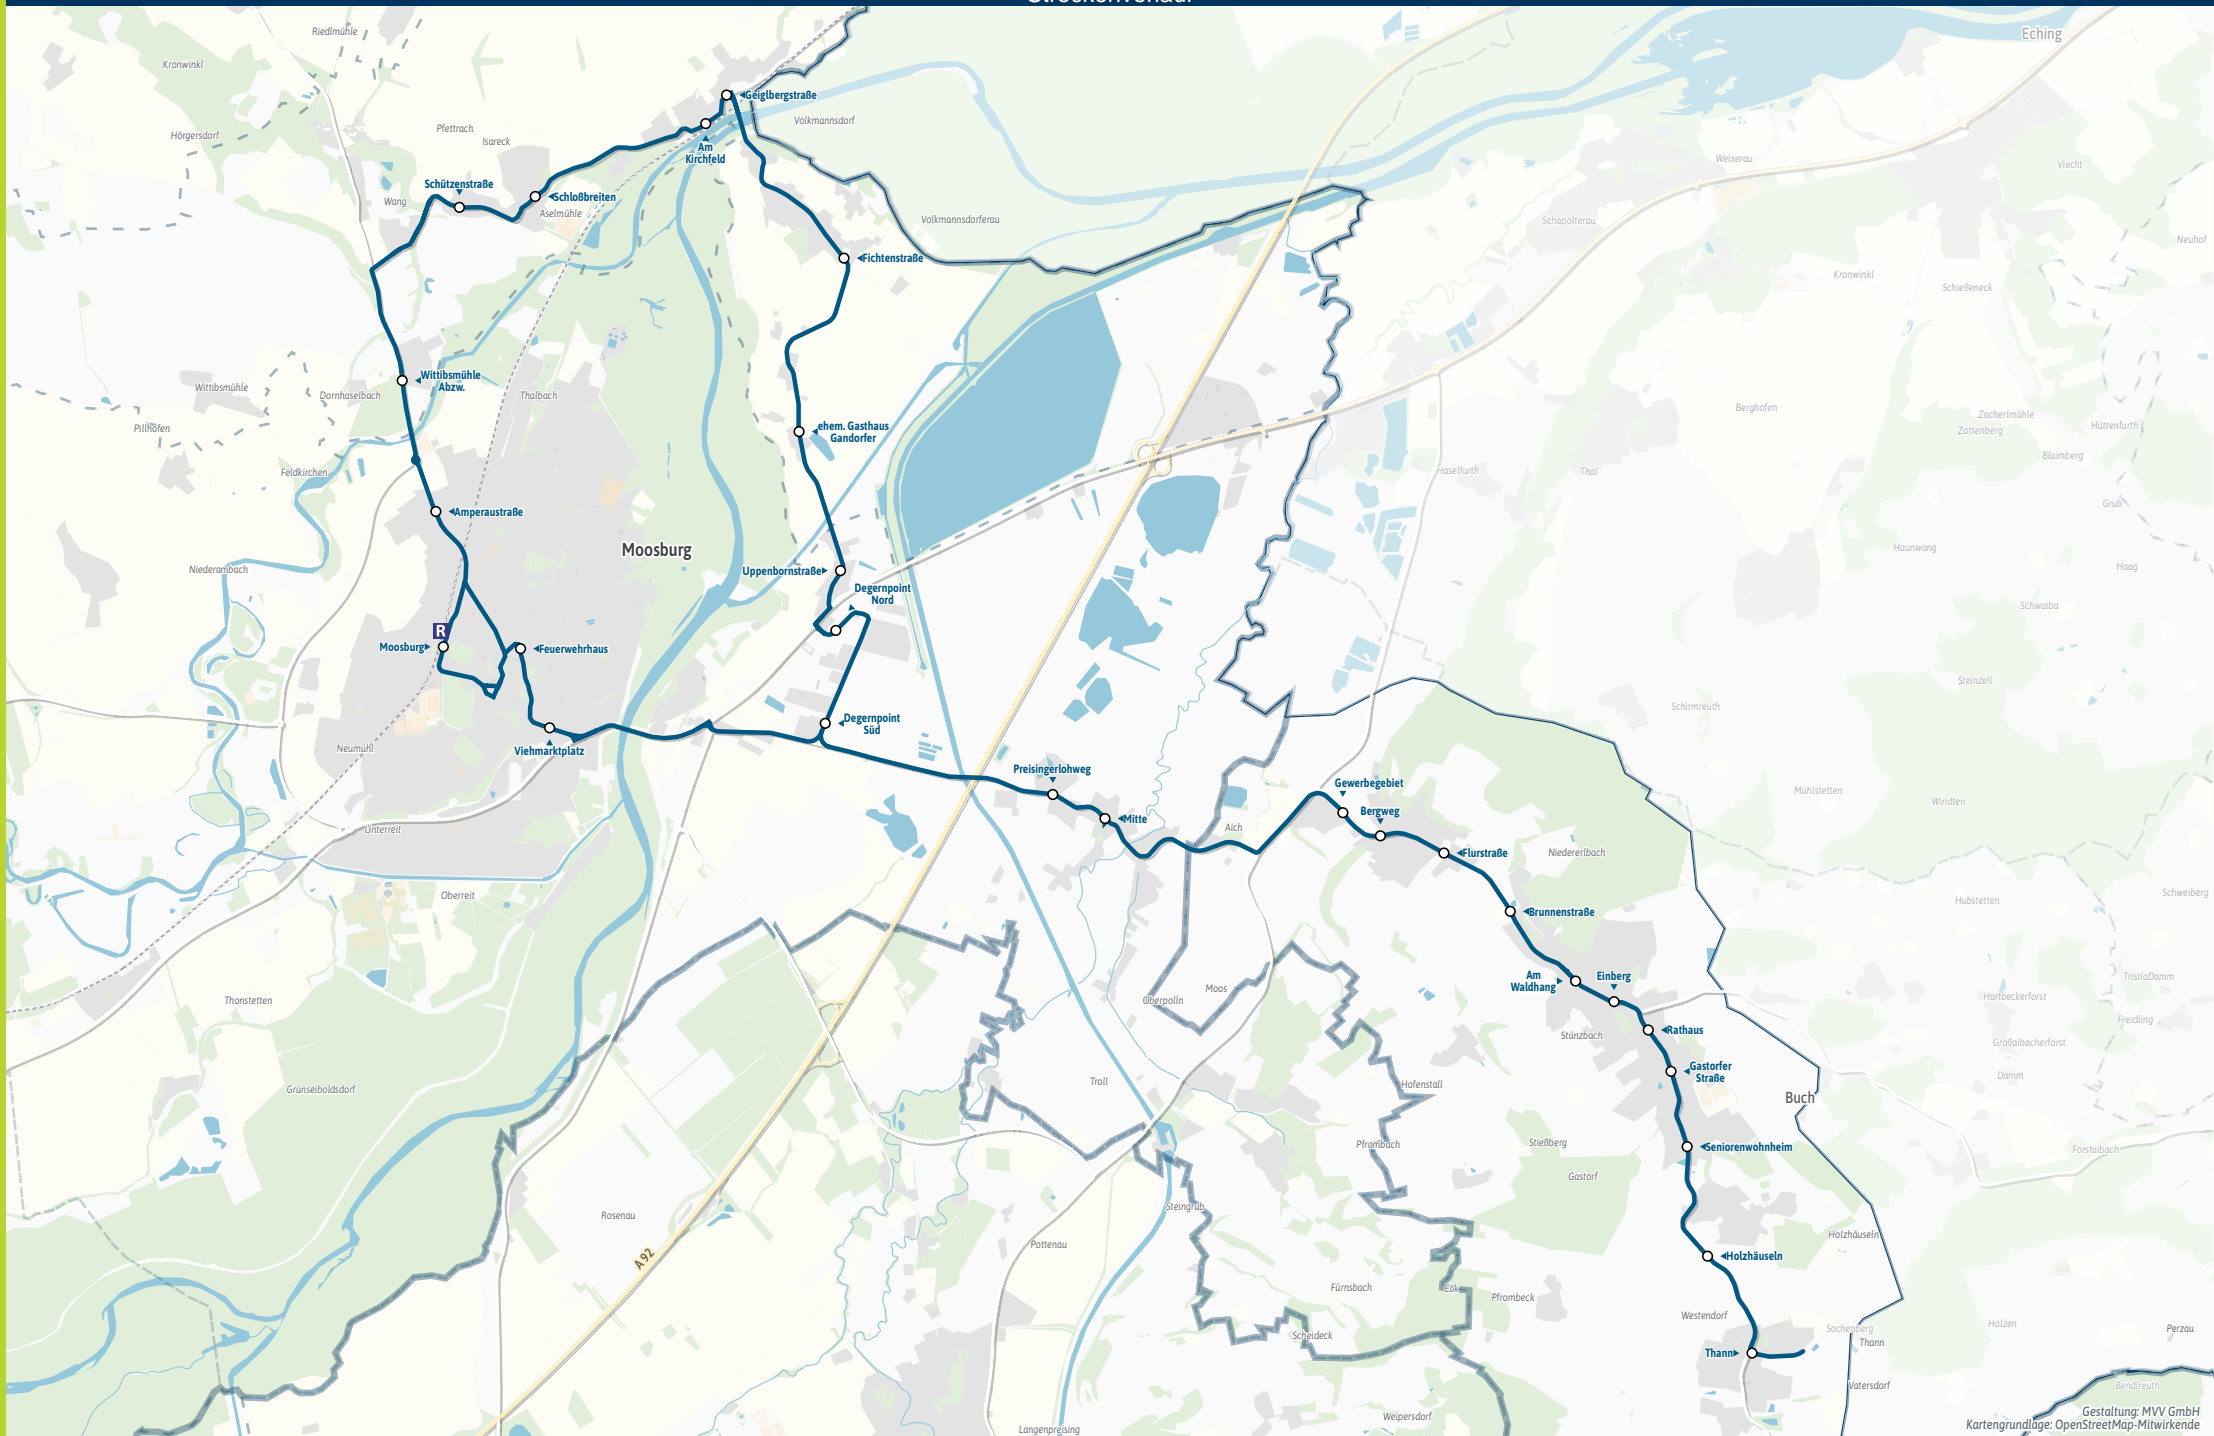 Streckenverlauf
Eching
Riedlmühle
Kronwinkl
Geiglbergstraße
Volkmannsdorf
Pfettrach
Isareck
Hörgersdorf
Am
Kirchfeld
Weixerau
Viecht
Schützenstraße
Schloßbreiten
Wang
Aselmühle
Volkmannsdorferau
Schapolterau
Neuhof
Fichtenstraße
Kronwinkl
Schießeneck
Wittibsmühle
Abzw.
Wittibsmühle
Dornhaselbach
Thalbach
Berghofen
Zacherlmühle
Zottenberg
Hüttenfurth
Pillhofen
ehem. Gasthaus
Gandorfer
Blaimberg
Feldkirchen
Haselfurth
Thal
Grub
Amperaustraße
Moosburg
Haunwang
Haag
Niederambach
Uppenbornstraße
Degernpoint
Nord
Schwaiba
R
Moosburg
Feuerwehrhaus
Steinzell
Schirmreuth
Degernpoint
Süd
Neumühl
Viehmarktplatz
Preisingerlohweg
Gewerbegebiet
Mühlstetten
Windten
Bergweg
Mitte
Aich
Unterreit
Flurstraße
Niedererlbach
Oberreit
Schweiberg
Hubstetten
Brunnenstraße
Am
Waldhang
Einberg
TristlaDamm
Moos
Oberpolln
Thonstetten
Hartbeckerforst
Freidling
Rathaus
Stünzbach
Großaibacherforst
Gastorfer
Straße
Damm
Troll
Hofenstall
Grünseiboldsdorf
Buch
Pfrombach
Stießberg
Seniorenwohnheim
Forstaibach
Gastorf
Steingrub
Rosenau
Holzhäuseln
Pottenau
A 92
Holzhäuseln
Fürnsbach
Eck
Pfrombeck
Westendorf
Scheideck
Sochenberg
Holzen
Perzau
Thann
Thann
Vatersdorf
Bendlreuth
Weipersdorf
Langenpreising
Gestaltung: MVV GmbH
Kartengrundlage: OpenStreetMap-Mitwirkende